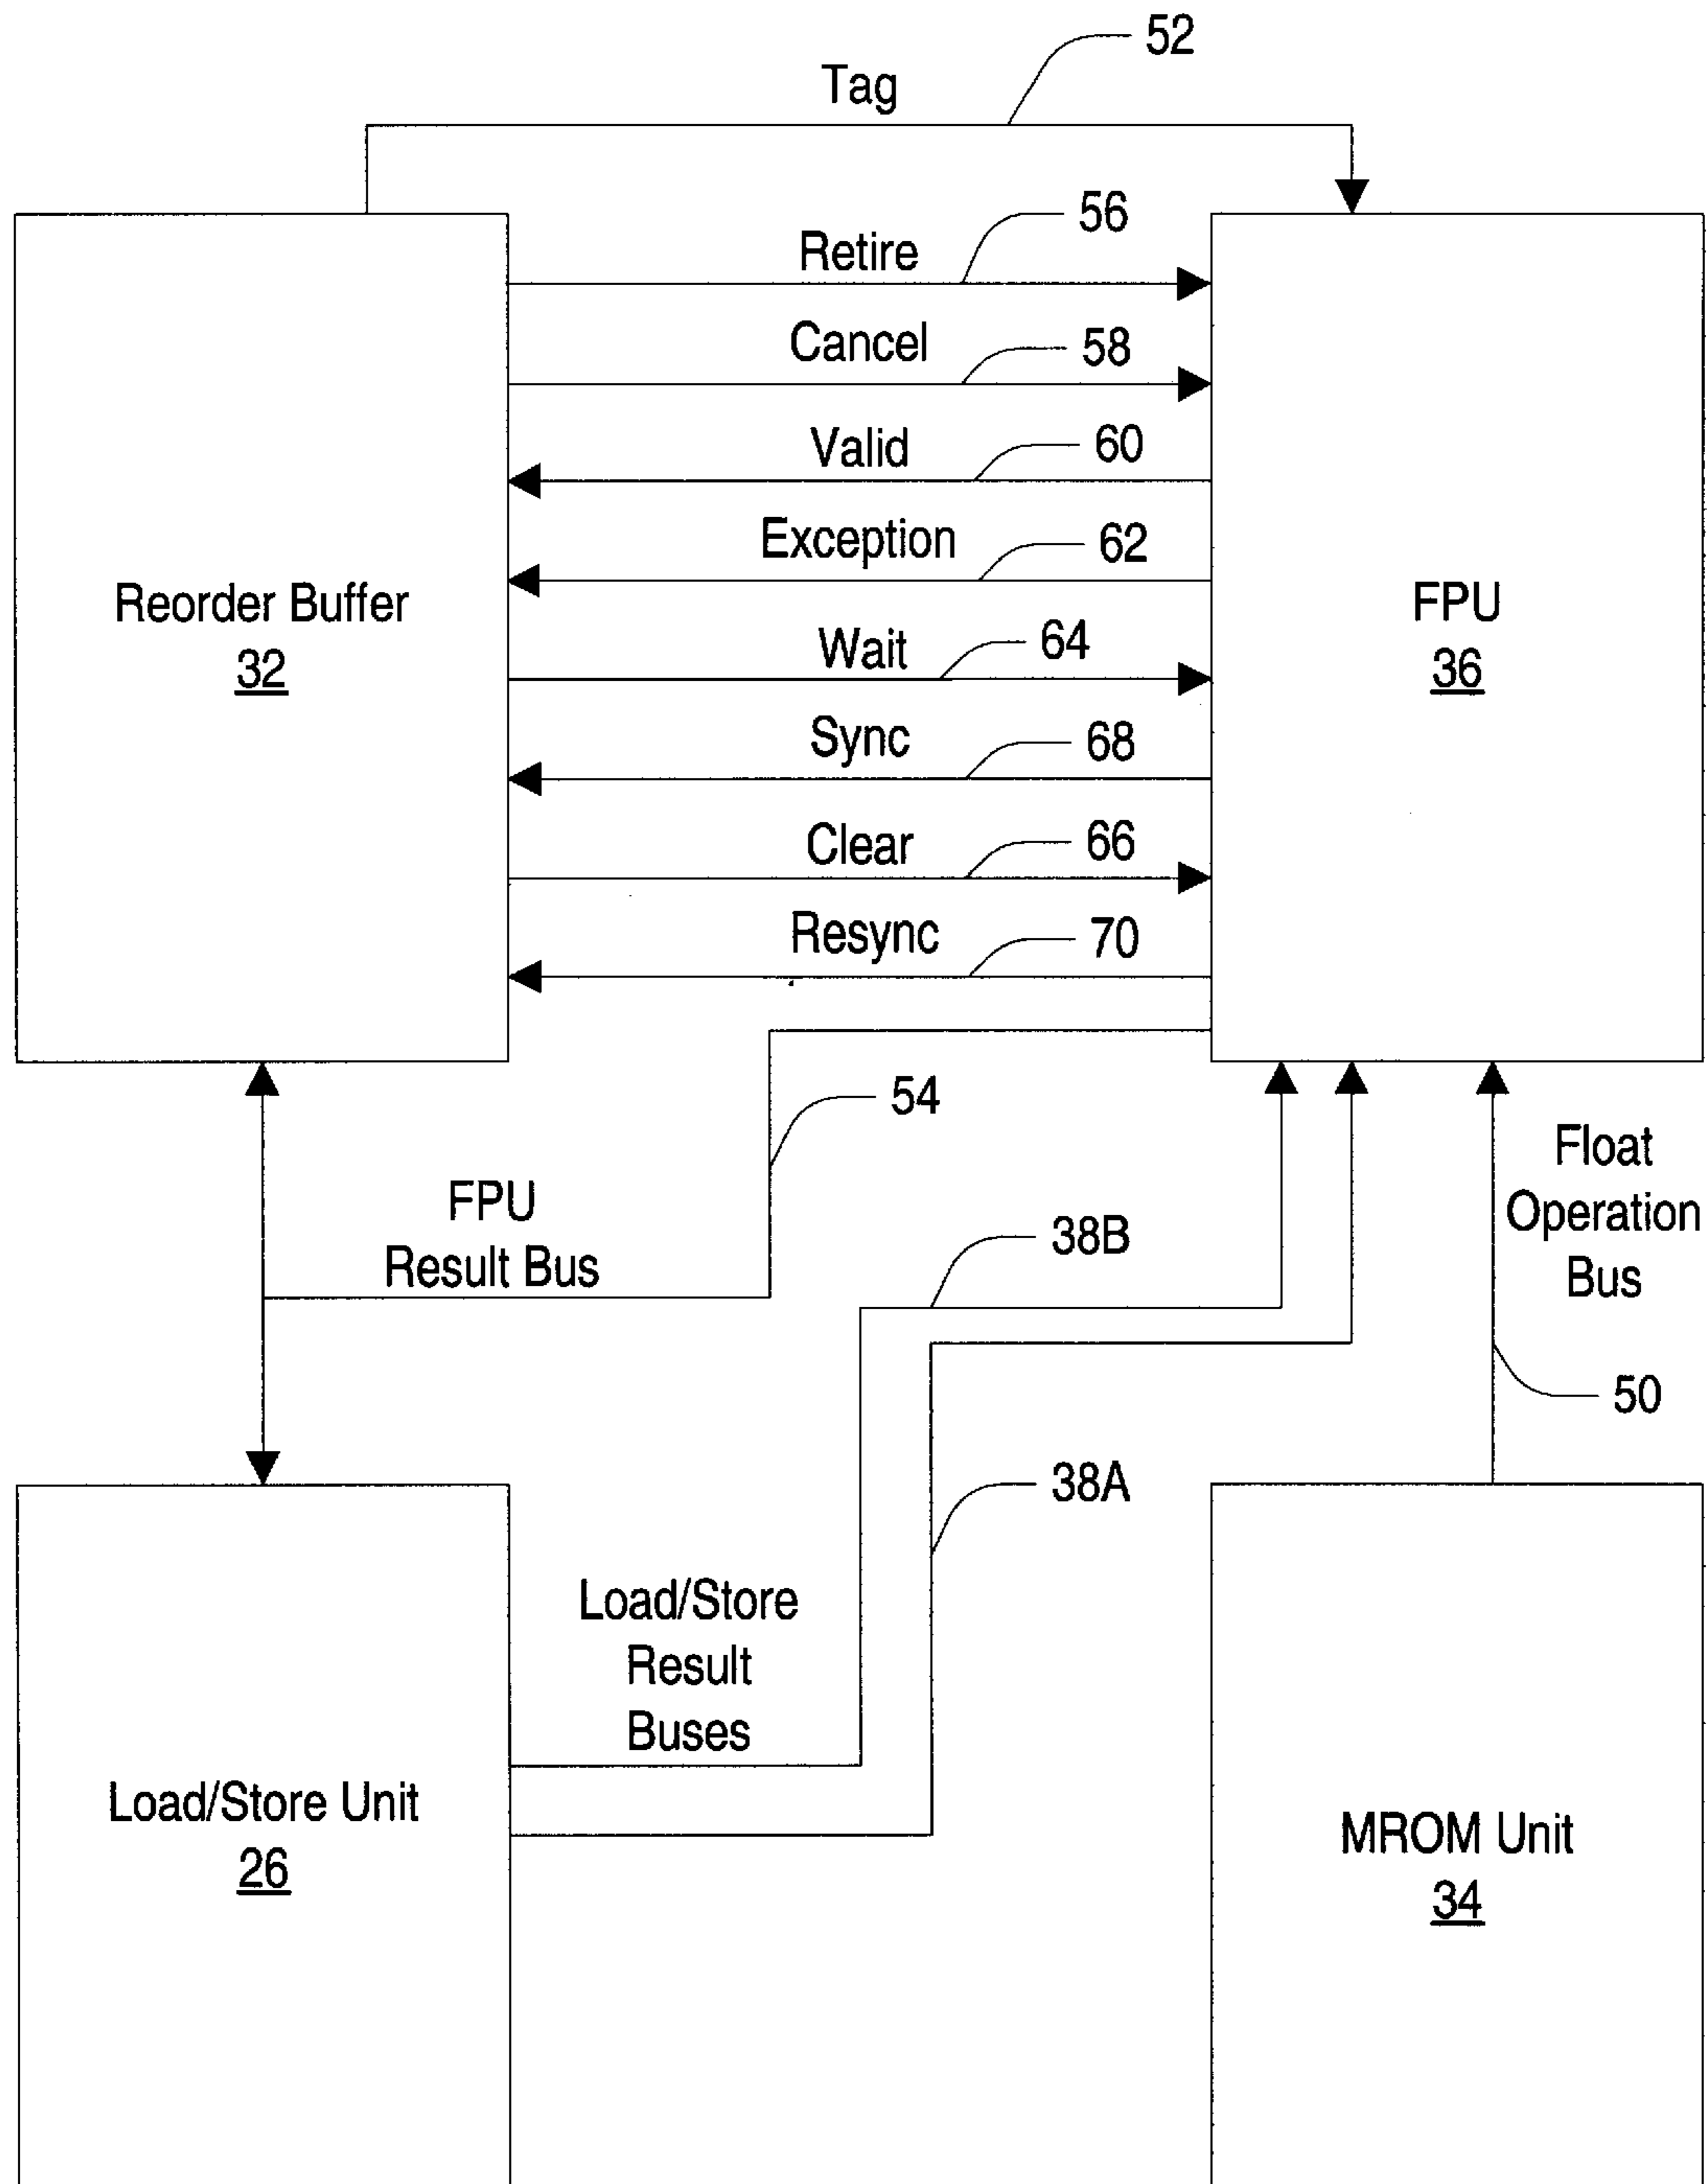 52
Tag
56
Retire
Cancel
58
Valid
60
Exception
62
Reorder Buffer
32
FPU
36
Wait
64
Sync
68
Clear
66
Resync
70
54
FPU
Result Bus
38B
Float
Operation
Bus
50
38A
Load/Store
Result
Buses
Load/Store Unit
26
MROM Unit
34